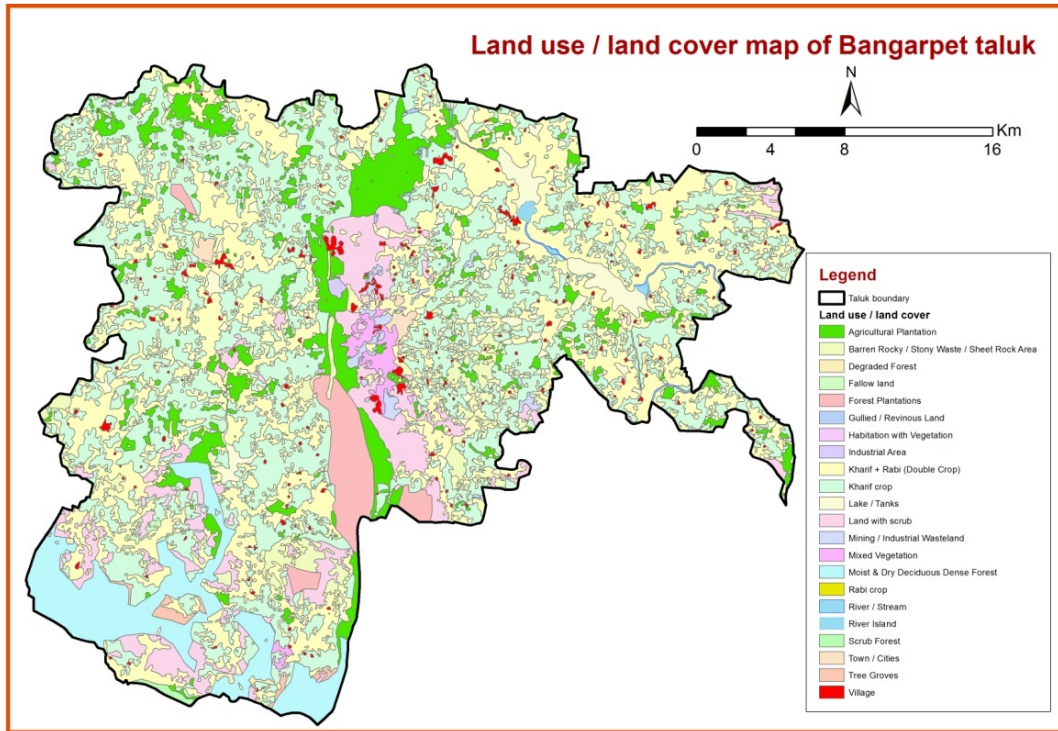 Land use / land cover map of Bangarpet taluk
N
Km
0 4 8 16
Legend
Taluk boundary
Land use / land cover
Agricultural Plantation
Barren Rocky / Stony Waste / Sheet Rock Area
Degraded Forest
Fallow land
Forest Plantations
Gullied / Revinous Land
Habitation with Vegetation
Industrial Area
Kharif + Rabi (Double Crop)
Kharif crop
Lake / Tanks
Land with scrub
Mining / Industrial Wasteland
Mixed Vegetation
Moist & Dry Deciduous Dense Forest
Rabi crop
River / Stream
River Island
Scrub Forest
Town / Cities
Tree Groves
Village